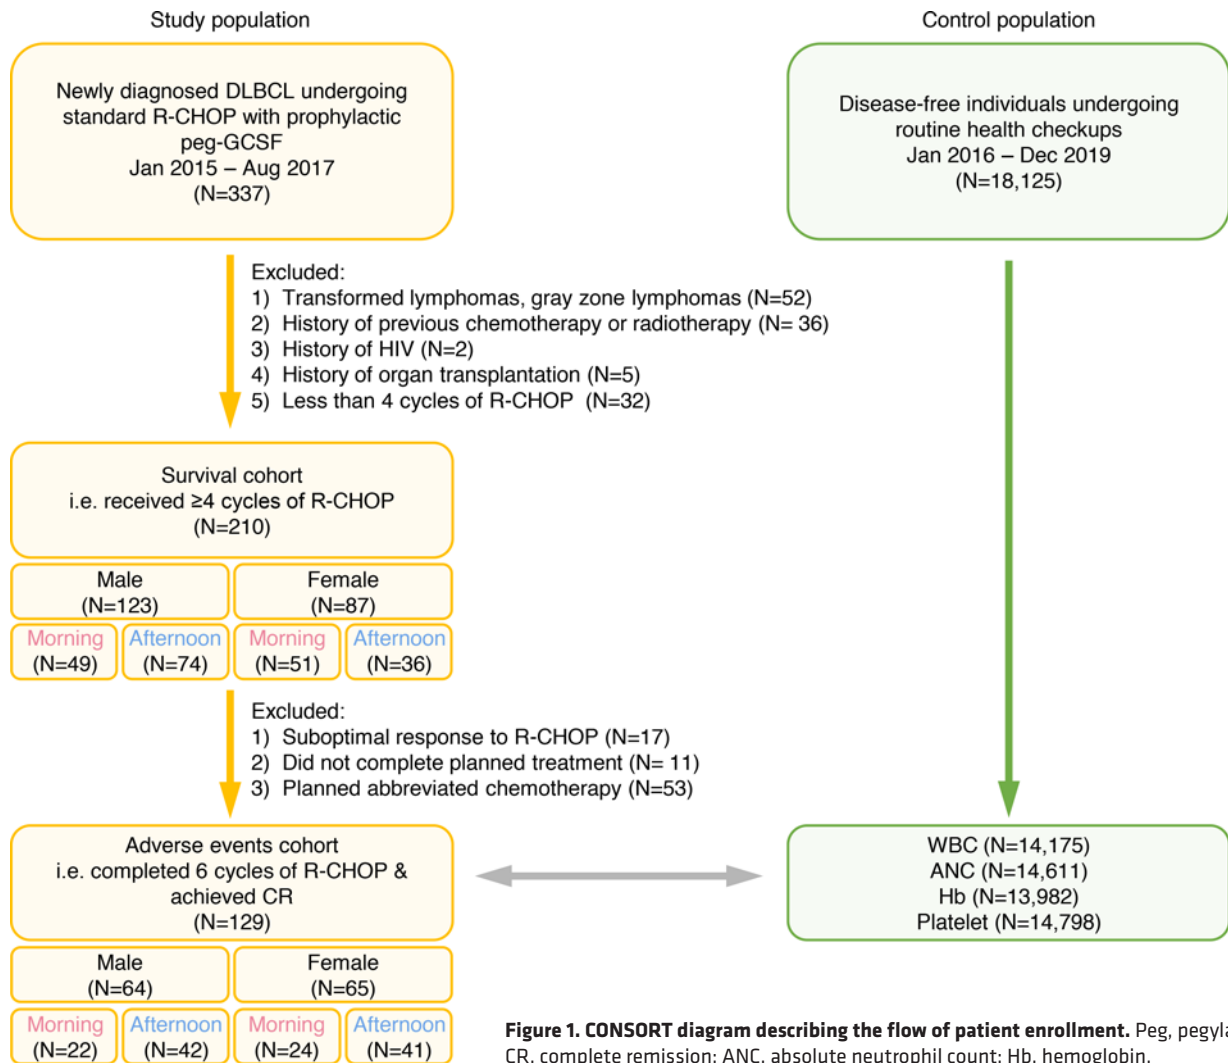 Study population
Newly diagnosed DLBCL undergoing
standard R-CHOP with prophylactic
peg-GCSF
Jan 2015 – Aug 2017
(N=337)
Control population
Disease-free individuals undergoing
routine health checkups
Jan 2016 – Dec 2019
(N=18,125)
Excluded:
1) Transformed lymphomas, gray zone lymphomas (N=52)
2) History of previous chemotherapy or radiotherapy (N= 36)
3) History of HIV (N=2)
4) History of organ transplantation (N=5)
5) Less than 4 cycles of R-CHOP (N=32)
Survival cohort
i.e. received ≥4 cycles of R-CHOP
(N=210)
Male
(N=123)
Female
(N=87)
Morning
(N=49)
Afternoon
(N=74)
Morning
(N=51)
Afternoon
(N=36)
Excluded:
1) Suboptimal response to R-CHOP (N=17)
2) Did not complete planned treatment (N= 11)
3) Planned abbreviated chemotherapy (N=53)
Adverse events cohort
i.e. completed 6 cycles of R-CHOP &
achieved CR
(N=129)
WBC (N=14,175)
ANC (N=14,611)
Hb (N=13,982)
Platelet (N=14,798)
Male
(N=64)
Female
(N=65)
Morning
(N=22)
Afternoon
(N=42)
Morning
(N=24)
Afternoon
(N=41)
Figure 1. CONSORT diagram describing the flow of patient enrollment. Peg,
CR, complete remission; ANC, absolute neutrophil count; Hb, hemoglobin.